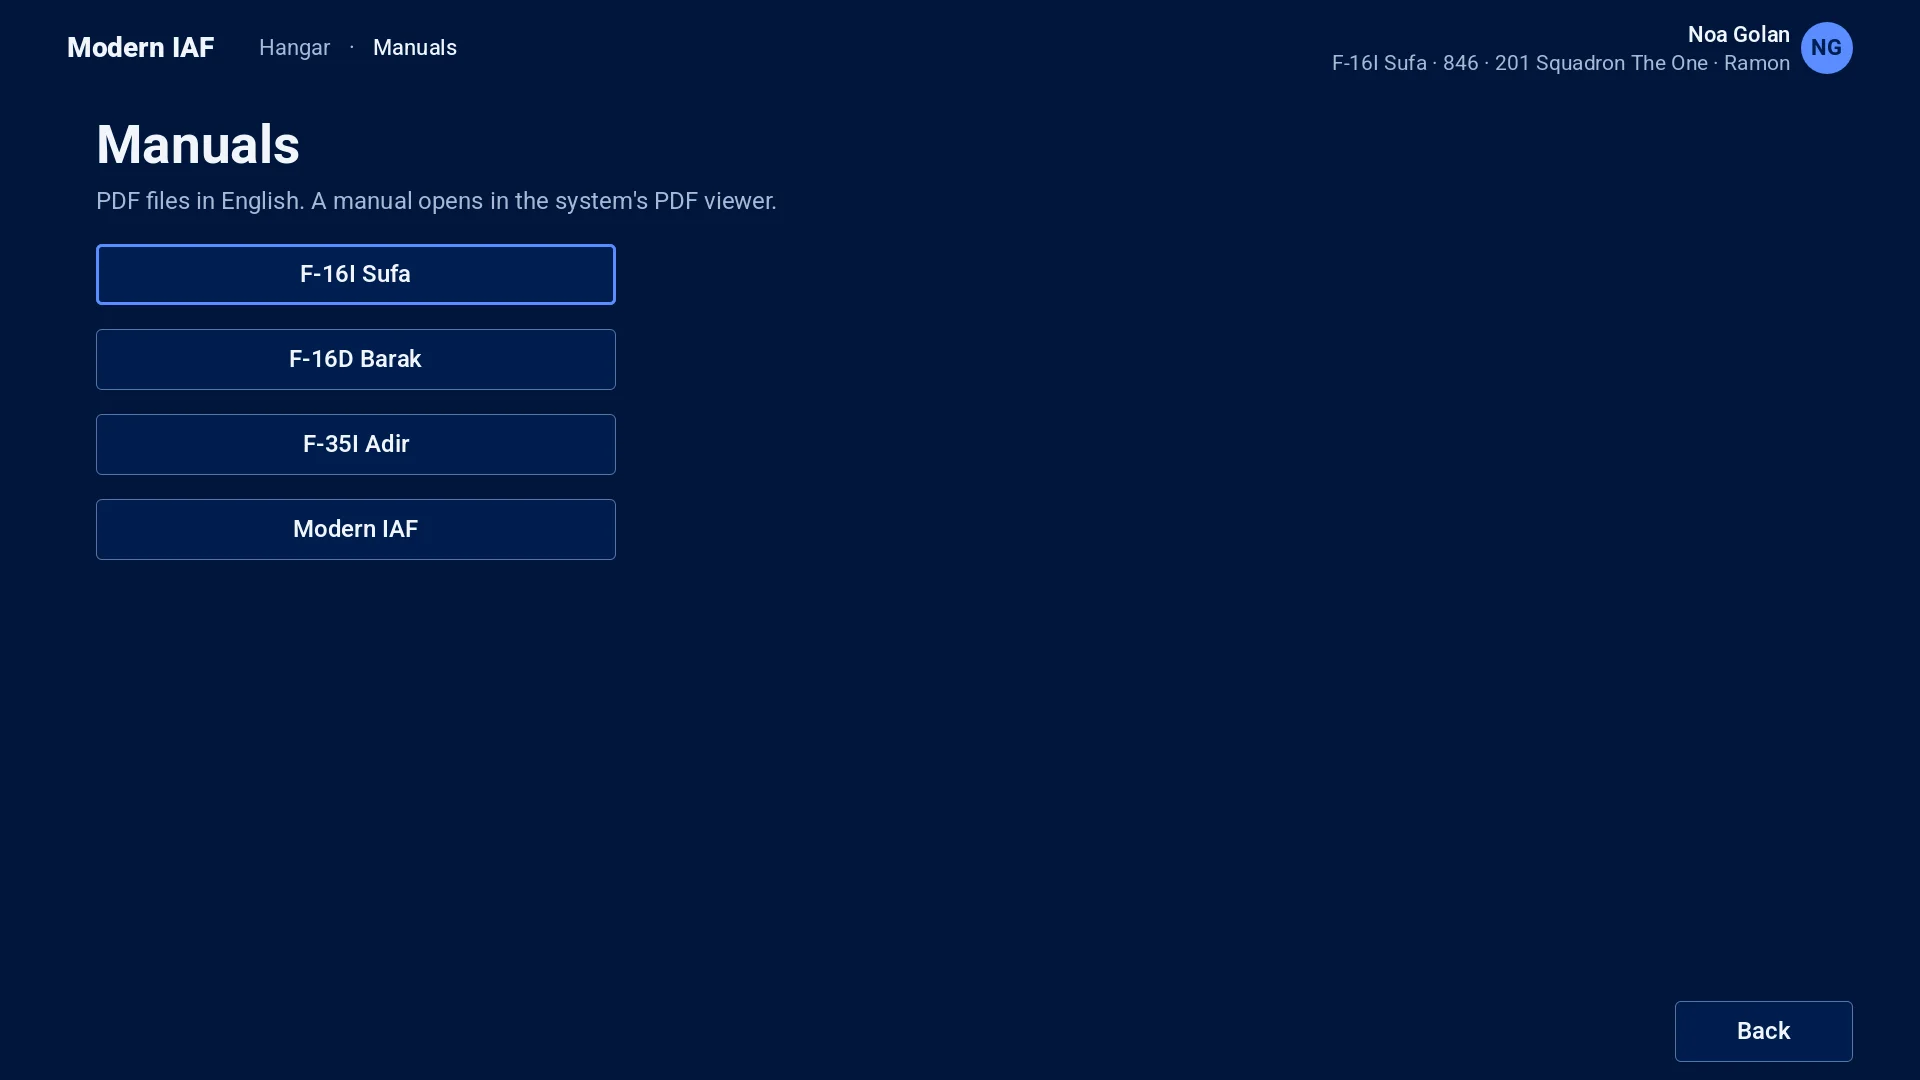 Modern IAF
Hangar · Manuals
Noa Golan
F-16I Sufa · 846 · 201 Squadron The One · Ramon
NG
Manuals
PDF files in English. A manual opens in the system's PDF viewer.
F-16I Sufa
F-16D Barak
F-35I Adir
Modern IAF
Back